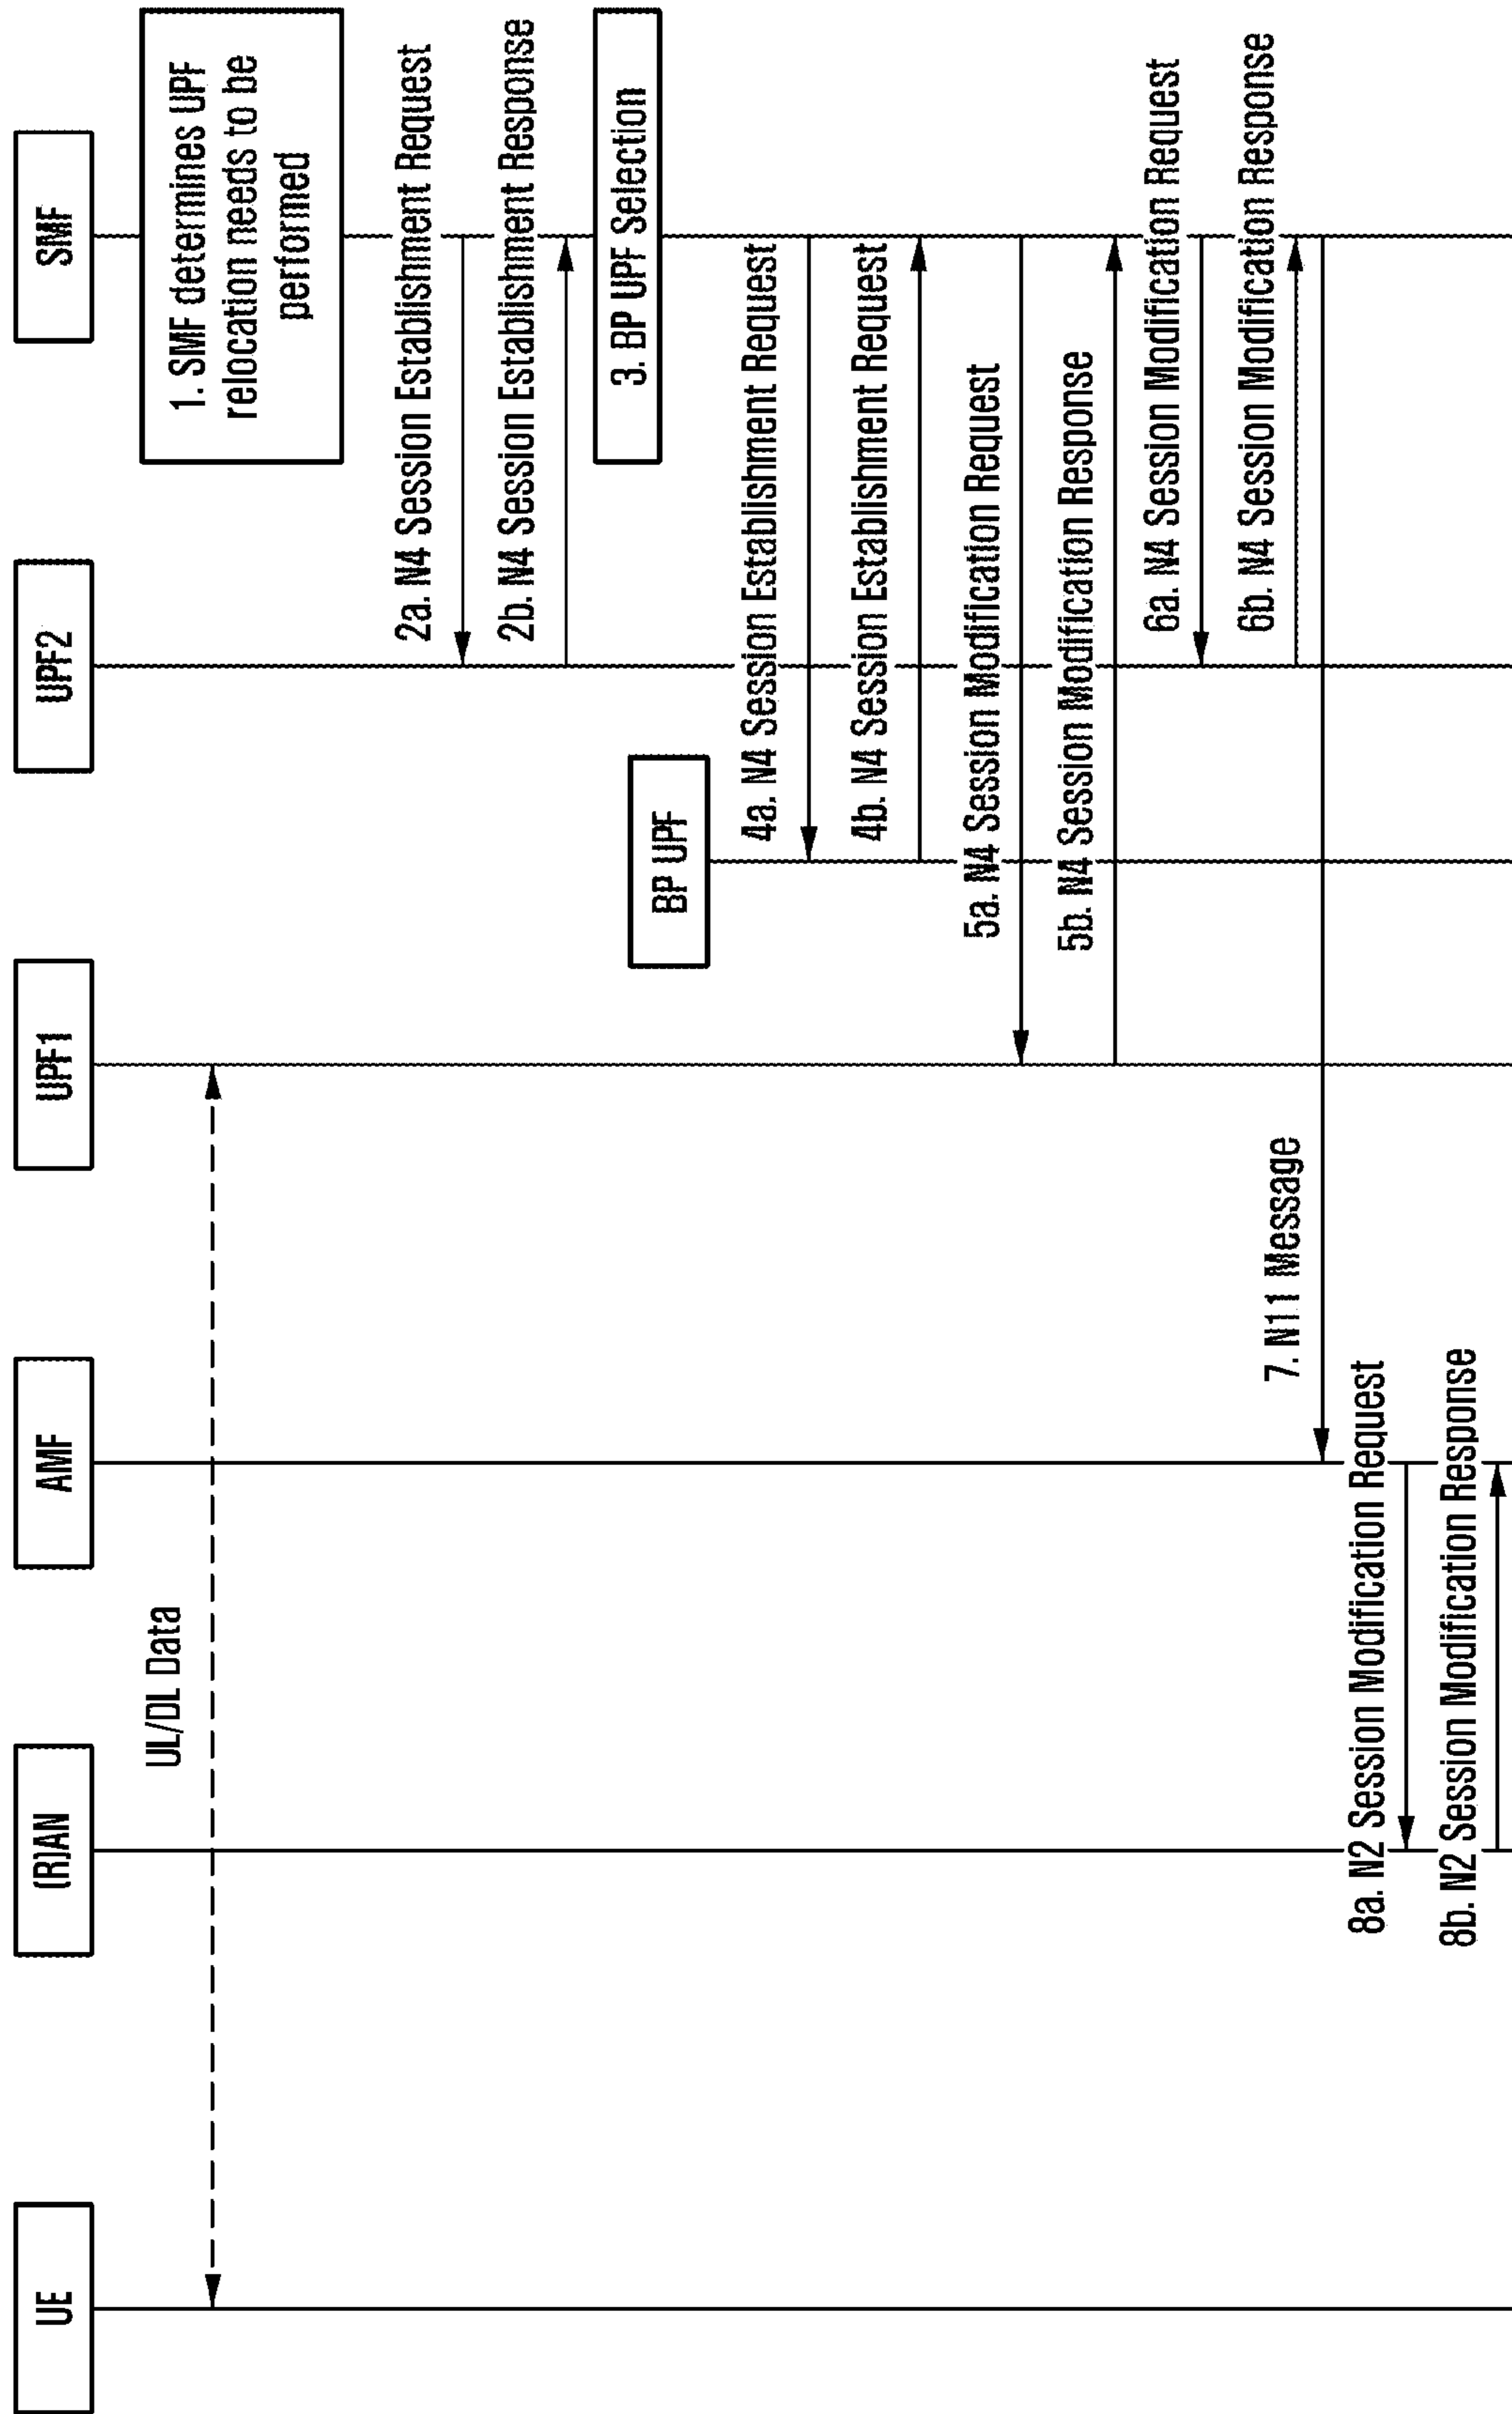 UE
(R)AN
AMF
UPF1
UPF2
SMF
UL/DL Data
1. SMF determines UPF
relocation needs to be
performed
2a. N4 Session Establishment Request
2b. N4 Session Establishment Response
3. BP UPF Selection
BP UPF
4a. N4 Session Establishment Request
4b. N4 Session Establishment Request
5a. N4 Session Modification Request
5b. N4 Session Modification Response
6a. N4 Session Modification Request
6b. N4 Session Modification Response
7. N11 Message
8a. N2 Session Modification Request
8b. N2 Session Modification Response